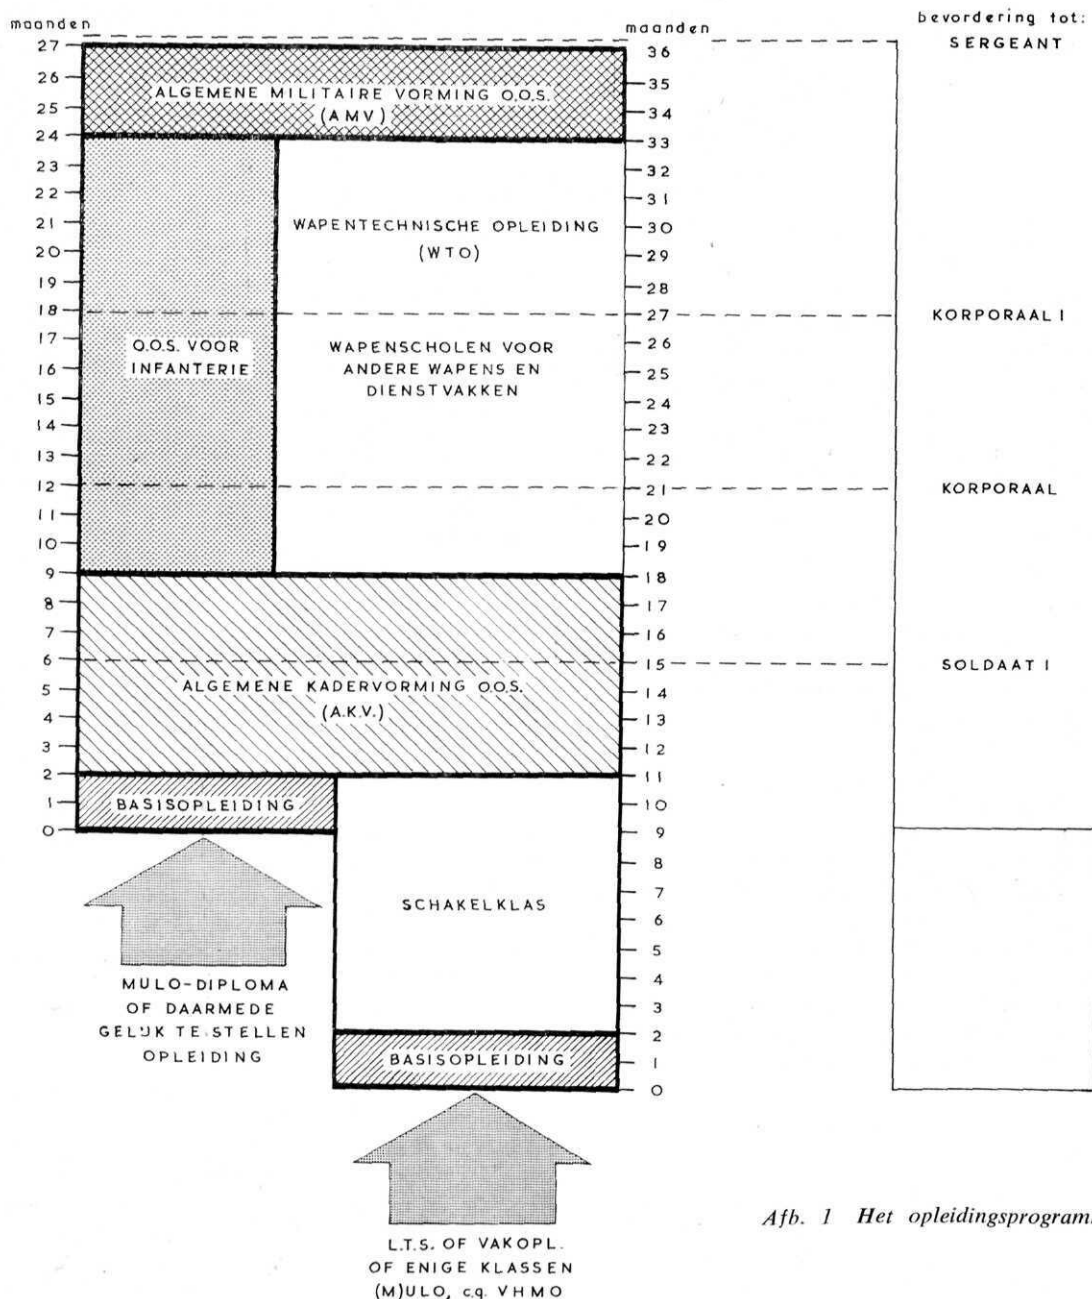 maanden
27
26
25
24
23
22
21
20
19
18
17
16
15
14
13
12
11
10
9
8
7
6
5
4
3
2
1
0
ALGEMENE MILITAIRE VORMING O.O.S.
(AMV)
O.O.S. VOOR
INFANTERIE
WAPENTECHNISCHE OPLEIDING
(WTO)
WAPENSCHOLEN VOOR
ANDERE WAPENS EN
DIENSTVAKKEN
ALGEMENE KADERVORMING O.O.S.
(A.K.V.)
BASISOPLEIDING
SCHAKELKLAS
BASISOPLEIDING
MULO-DIPLOMA
OF DAARMEDE
GELIJK TE STELLEN
OPLEIDING
L.T.S. OF VAKOPL.
OF ENIGE KLASSEN
(M)ULO, c.q. VHMO
maanden
36
35
34
33
32
31
30
29
28
27
26
25
24
23
22
21
20
19
18
17
16
15
14
13
12
11
10
9
8
7
6
5
4
3
2
1
0
bevordering tot:
SERGEANT
KORPORAAL I
KORPORAAL
SOLDAAT I
Afb. 1 Het opleidingsprogram